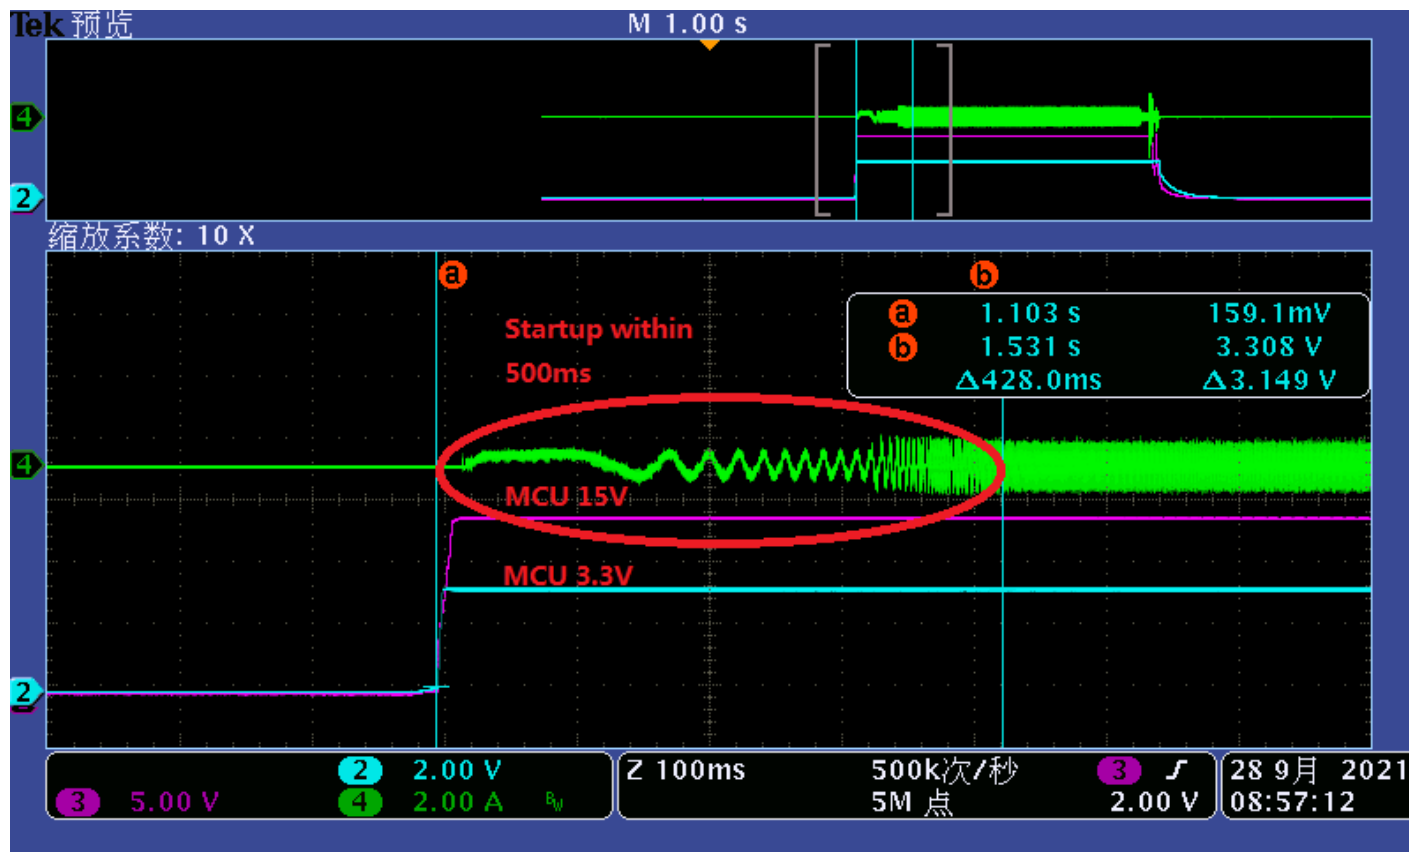 Tek 预览
M 1.00 s
4
2
缩放系数: 10 X
a
b
a 1.103 s 159.1mV
b 1.531 s 3.308 V
Δ428.0ms Δ3.149 V
Startup within
500ms
4
MCU 15V
MCU 3.3V
2
2 2.00 V
3 5.00 V 4 2.00 A BW
Z 100ms
500k次/秒
5M 点
3 2.00 V
28 9月 2021
08:57:12